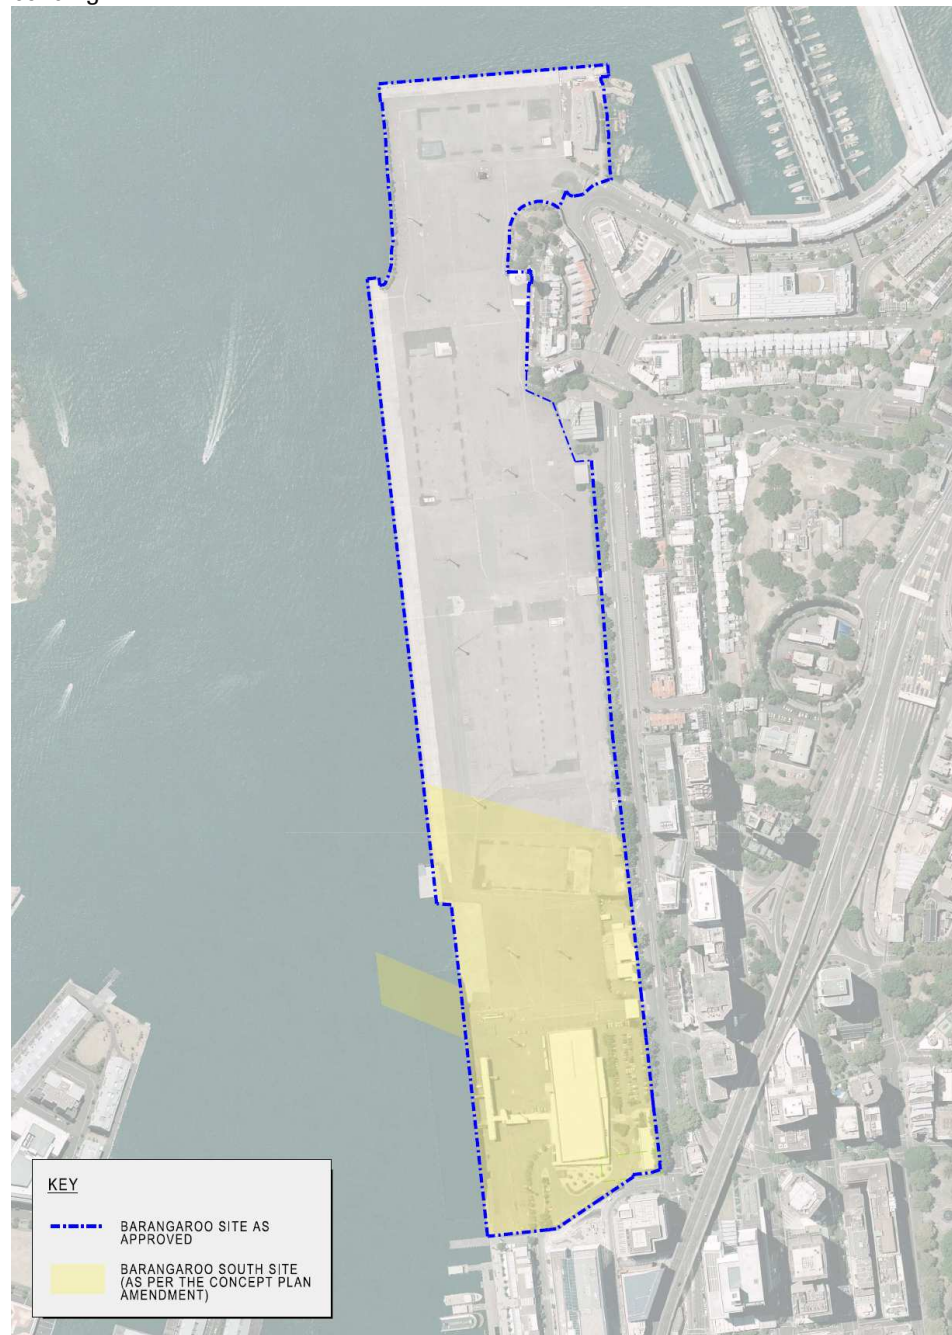 KEY
BARANGAROO SITE AS
APPROVED
BARANGAROO SOUTH SITE
(AS PER THE CONCEPT PLAN
AMENDMENT)